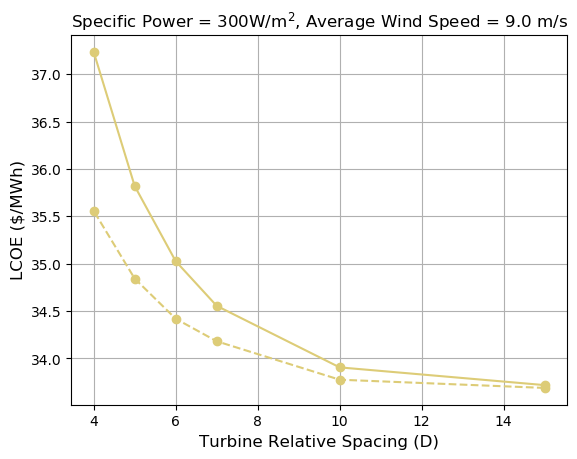 Specific Power = 300W/m², Average Wind Speed = 9.0 m/s
LCOE ($/MWh)
37.0
36.5
36.0
35.5
35.0
34.5
34.0
4 6 8 10 12 14
Turbine Relative Spacing (D)